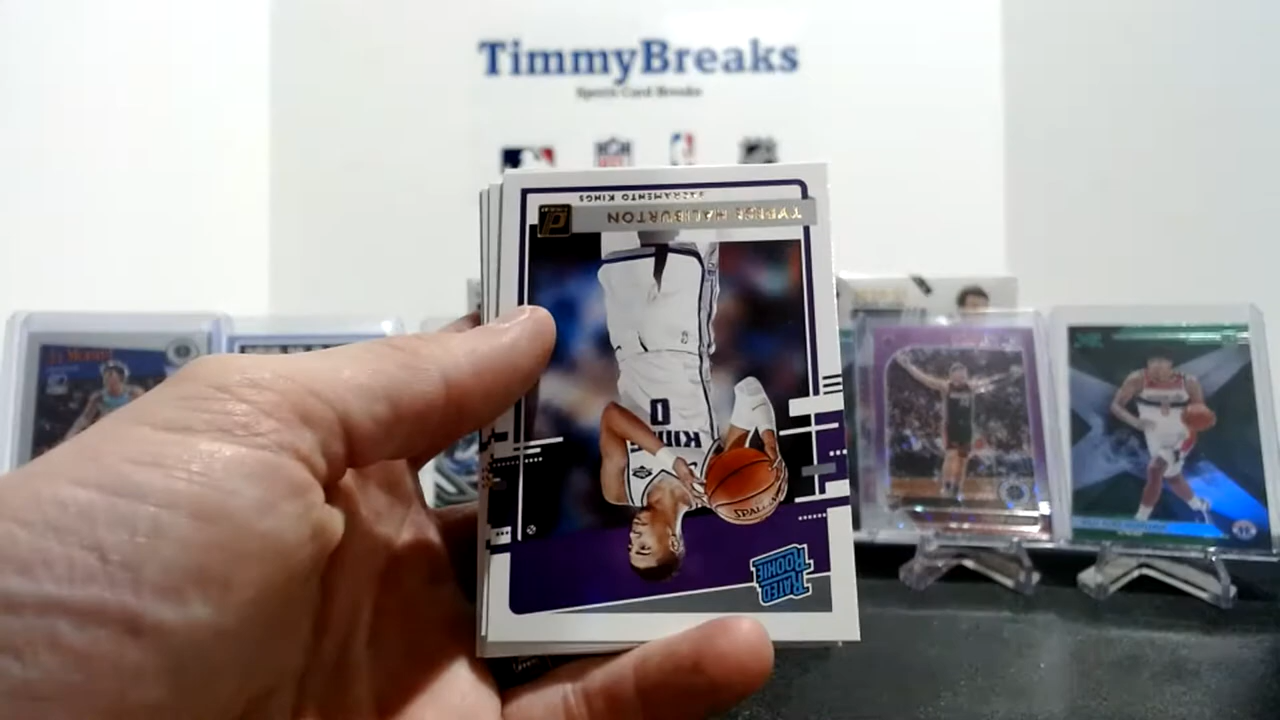 TimmyBreaks
Sports Card Breaks
SACRAMENTO KINGS
TYRESE HALIBURTON
0
KINGS
SPALDING
RATED
ROOKIE